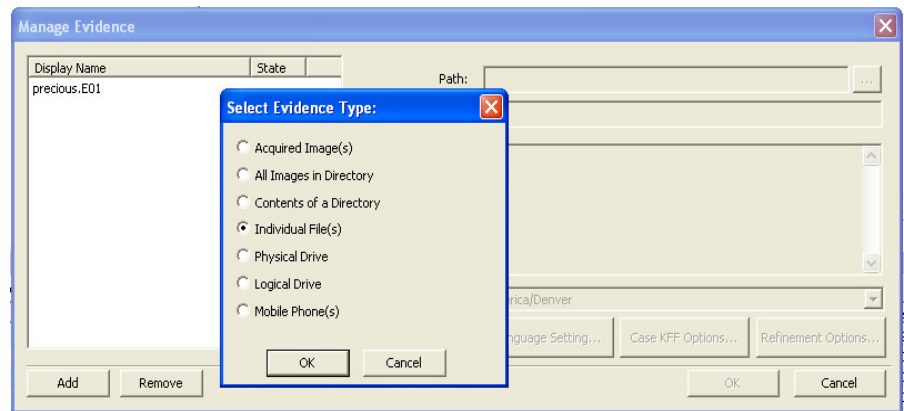 Manage Evidence
Display Name State
precious.E01
Path:
...
Select Evidence Type:
Acquired Image(s)
All Images in Directory
Contents of a Directory
Individual File(s)
Physical Drive
Logical Drive
Mobile Phone(s)
OK Cancel
erica/Denver
nguage Setting... Case KFF Options... Refinement Options...
Add Remove OK Cancel